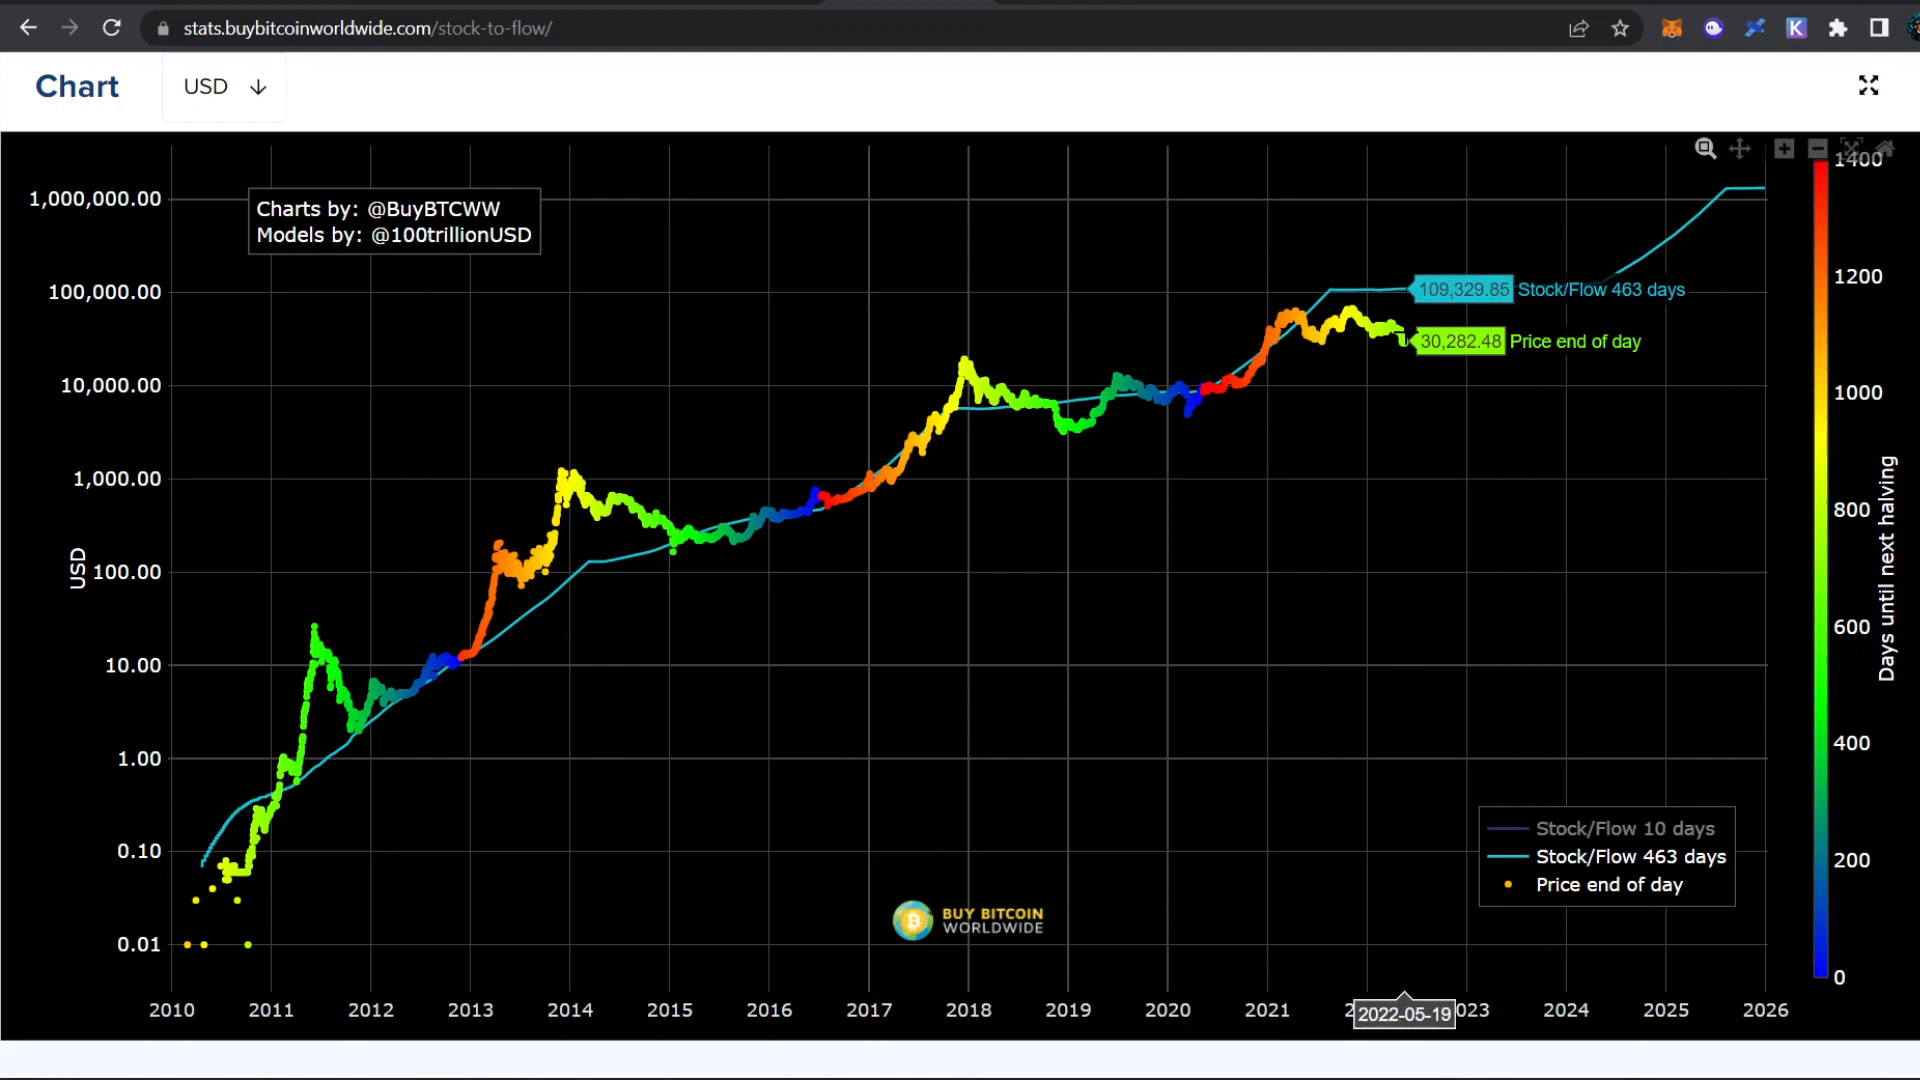 stats.buybitcoinworldwide.com/stock-to-flow/
K
Chart
USD
Charts by: @BuyBTCWW
Models by: @100trillionUSD
1,000,000.00
100,000.00
10,000.00
1,000.00
100.00
10.00
1.00
0.10
0.01
USD
109,329.85 Stock/Flow 463 days
30,282.48 Price end of day
Stock/Flow 10 days
Stock/Flow 463 days
Price end of day
BUY BITCOIN
WORLDWIDE
2010 2011 2012 2013 2014 2015 2016 2017 2018 2019 2020 2021 2022-05-19 2024 2025 2026
1400
1200
1000
800
600
400
200
0
Days until next halving